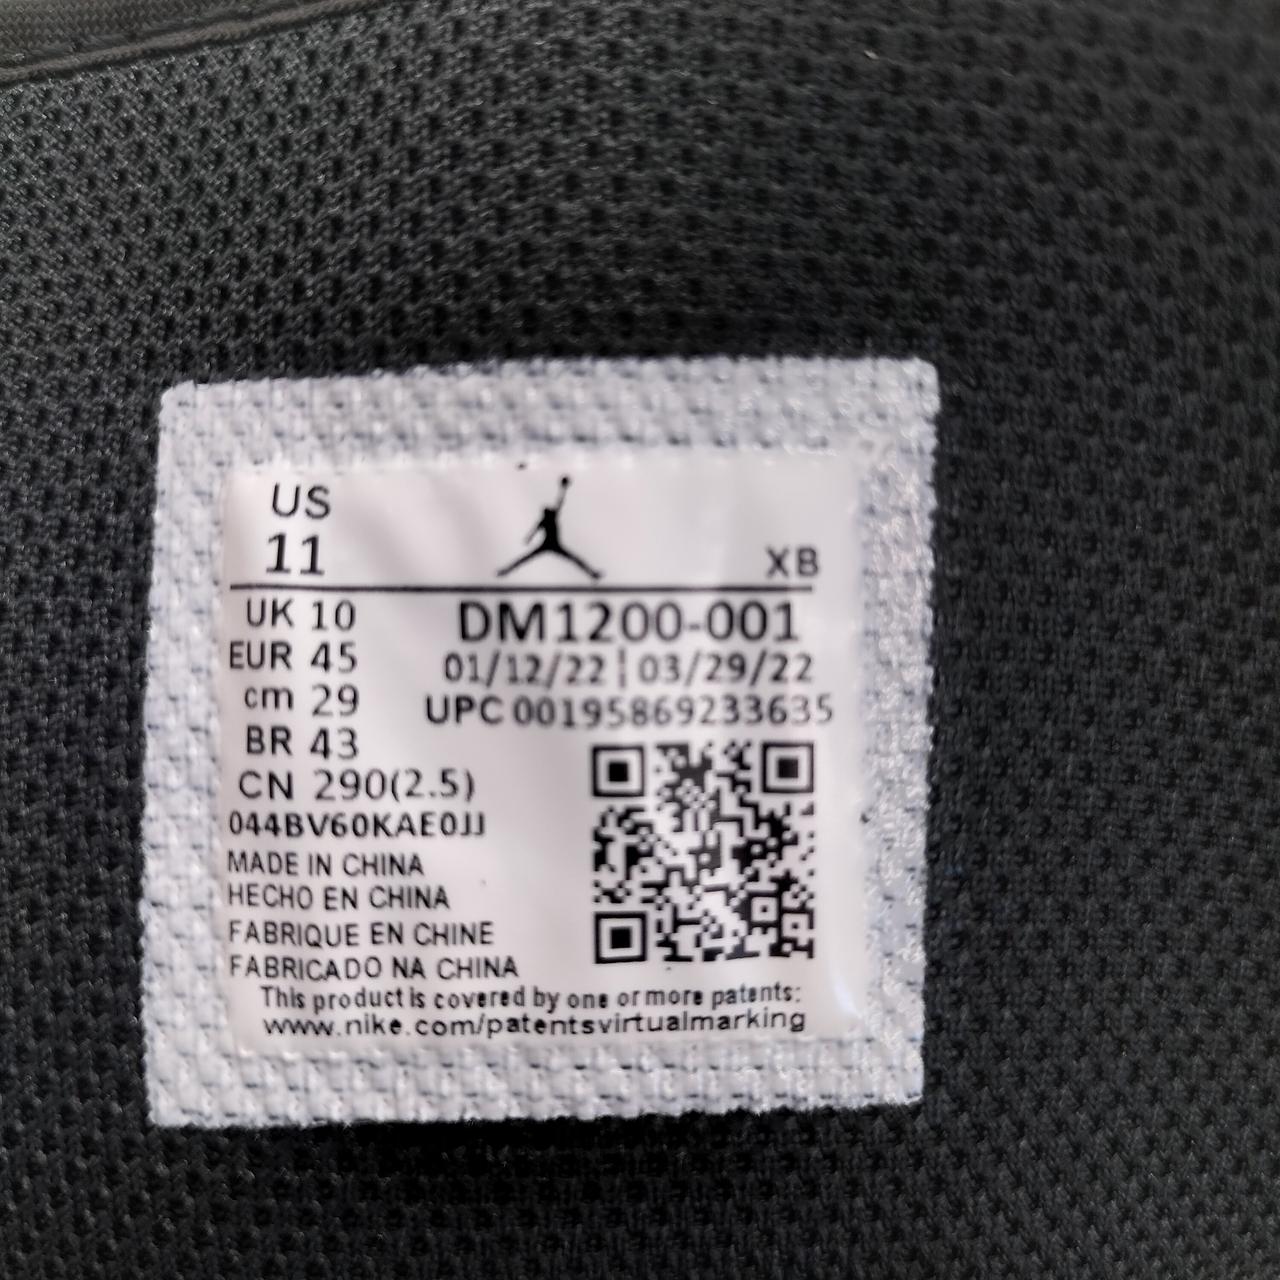 US
11
XB
UK 10
EUR 45
cm 29
BR 43
CN 290(2.5)
DM1200-001
01/12/22 | 03/29/22
UPC 00195869233635
044BV60KAE0JJ
MADE IN CHINA
HECHO EN CHINA
FABRIQUE EN CHINE
FABRICADO NA CHINA
This product is covered by one or more patents:
www.nike.com/patentsvirtualmarking